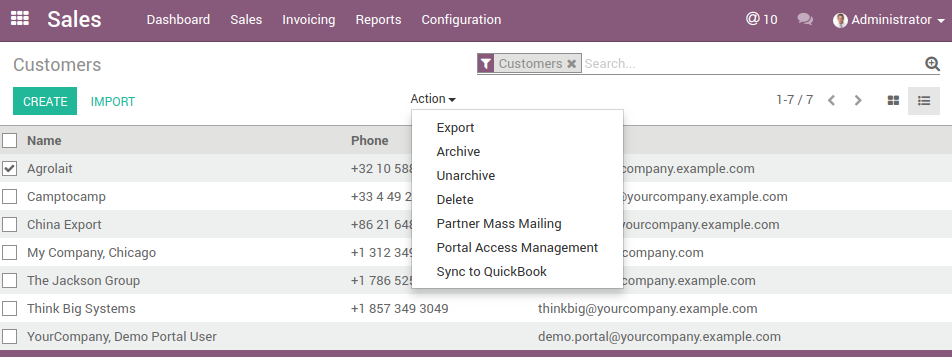 Sales Dashboard Sales Invoicing Reports Configuration @ 10 Administrator
Customers Customers Search...
CREATE IMPORT Action 1-7 / 7
Export
Archive
Unarchive
Delete
Partner Mass Mailing
Portal Access Management
Sync to QuickBook
Name Phone
Agrolait +32 10 588 company.example.com
Camptocamp +33 4 49 2 @yourcompany.example.com
China Export +86 21 648 yourcompany.example.com
My Company, Chicago +1 312 349 company.example.com
The Jackson Group +1 786 525 company.example.com
Think Big Systems +1 857 349 3049 thinkbig@yourcompany.example.com
YourCompany, Demo Portal User demo.portal@yourcompany.example.com